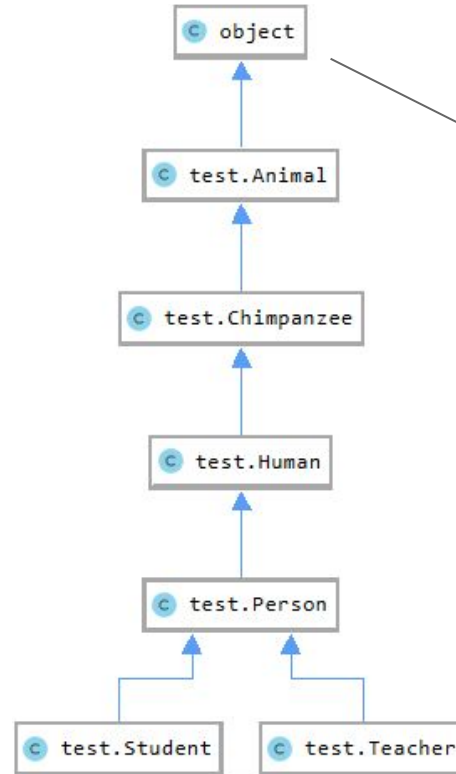 C object
C test.Animal
C test.Chimpanzee
C test.Human
C test.Person
C test.Student
C test.Teacher